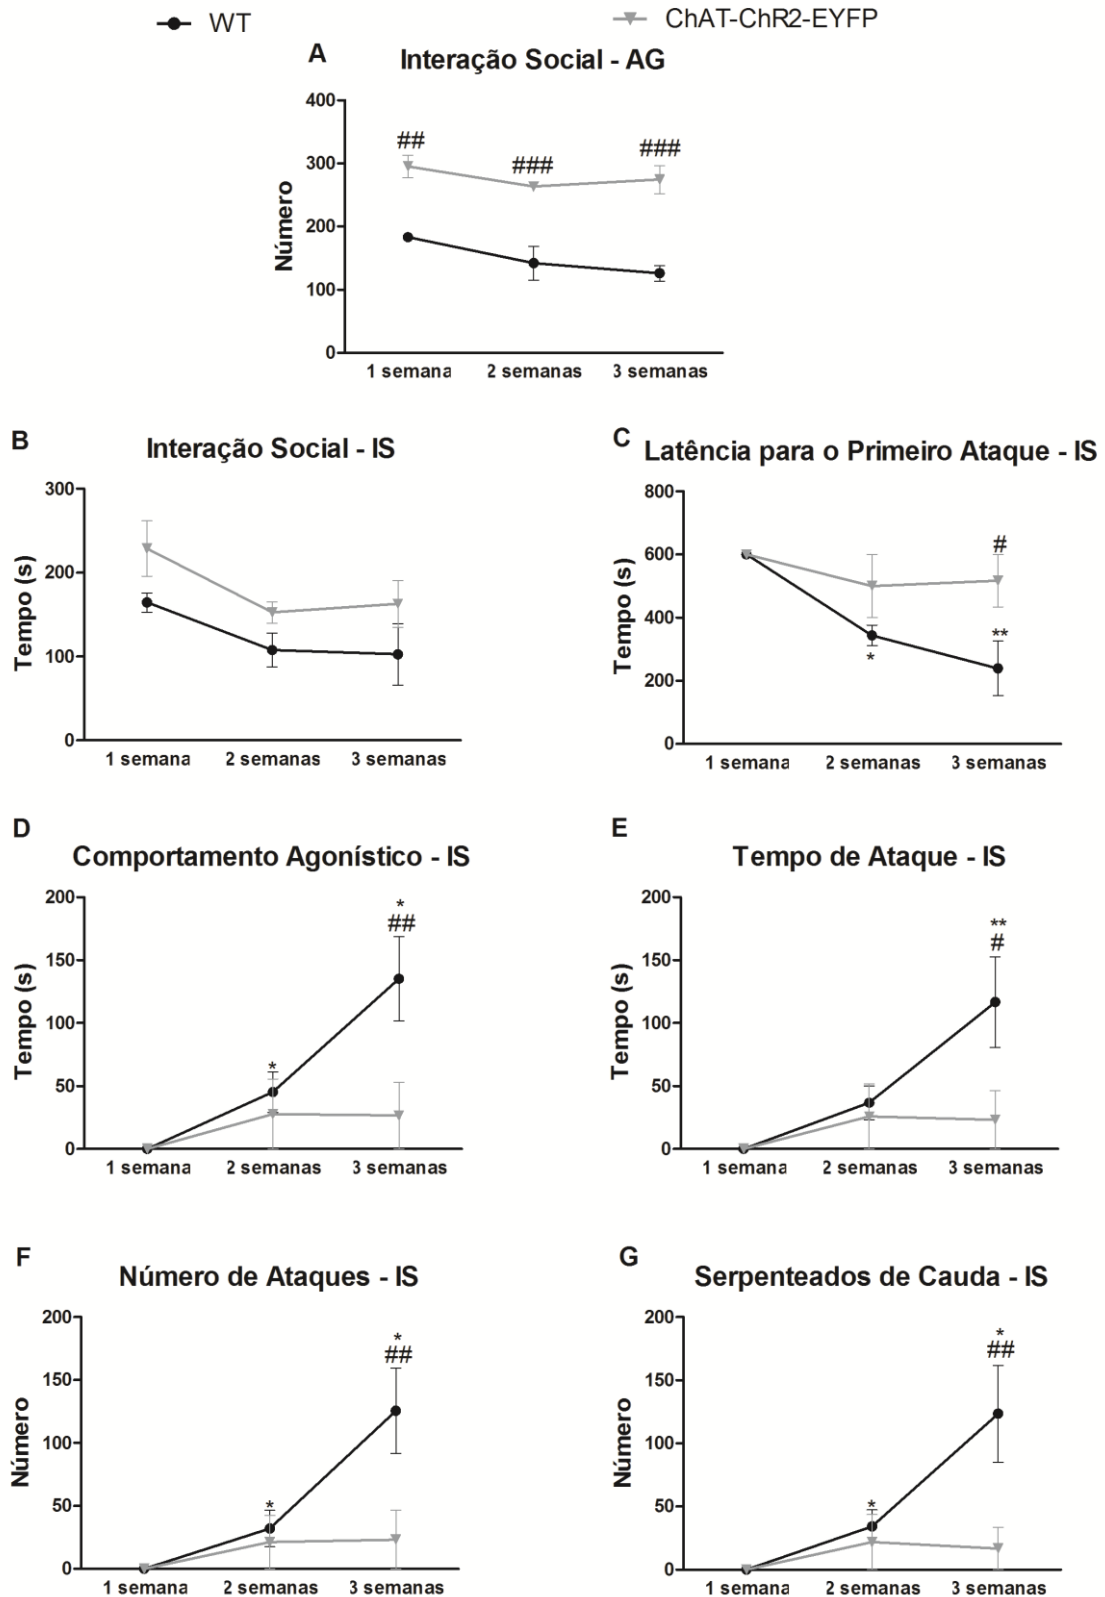 WT
ChAT-ChR2-EYFP
A
Interação Social - AG
Número
400
300
200
100
0
##
###
###
1 semana
2 semanas
3 semanas
B
Interação Social - IS
Tempo (s)
300
200
100
0
1 semana
2 semanas
3 semanas
C
Latência para o Primeiro Ataque - IS
Tempo (s)
800
600
400
200
0
#
**
*
1 semana
2 semanas
3 semanas
D
Comportamento Agonístico - IS
Tempo (s)
200
150
100
50
0
*
##
*
1 semana
2 semanas
3 semanas
E
Tempo de Ataque - IS
Tempo (s)
200
150
100
50
0
**
#
1 semana
2 semanas
3 semanas
F
Número de Ataques - IS
Número
200
150
100
50
0
*
##
*
1 semana
2 semanas
3 semanas
G
Serpenteados de Cauda - IS
Número
200
150
100
50
0
*
##
*
1 semana
2 semanas
3 semanas